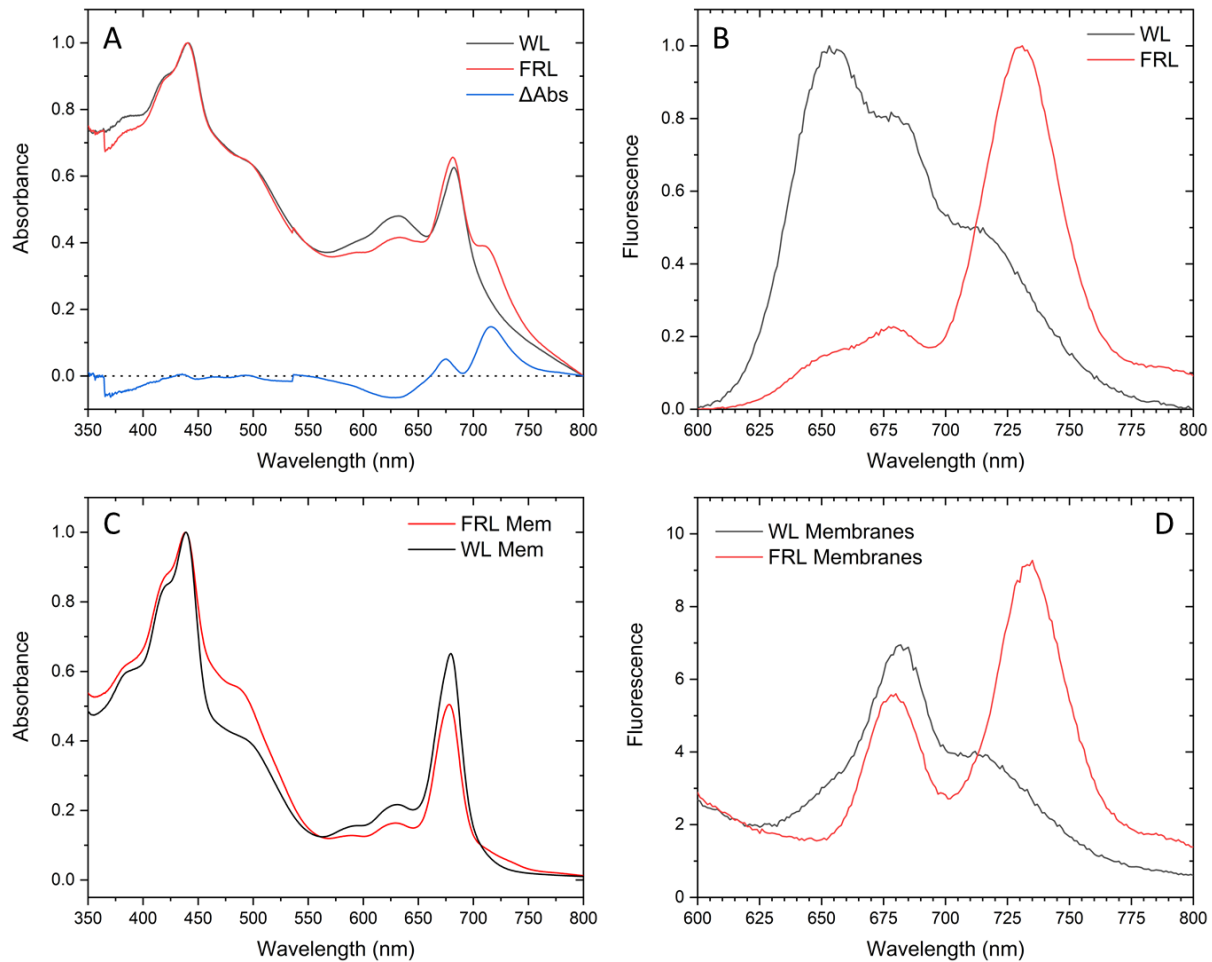 A
WL
FRL
ΔAbs
1.0
0.8
0.6
0.4
0.2
0.0
Absorbance
350 400 450 500 550 600 650 700 750 800
Wavelength (nm)
B
WL
FRL
1.0
0.8
0.6
0.4
0.2
0.0
Fluorescence
600 625 650 675 700 725 750 775 800
Wavelength (nm)
C
FRL Mem
WL Mem
1.0
0.8
0.6
0.4
0.2
0.0
Absorbance
350 400 450 500 550 600 650 700 750 800
Wavelength (nm)
WL Membranes
FRL Membranes
D
10
8
6
4
2
0
Fluorescence
600 625 650 675 700 725 750 775 800
Wavelength (nm)